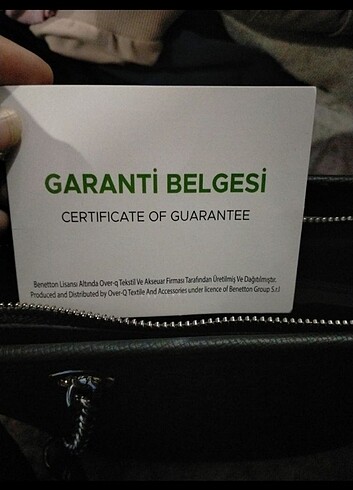 GARANTİ BELGESİ
CERTIFICATE OF GUARANTEE
Benetton Lisansı Altında Over-q Tekstil Ve Aksesuar Firması Tarafından Üretilmiş Ve Dağıtılmıştır.
Produced and Distributed by Over-Q Textile And Accessories under licence of Benetton Group S.r.l